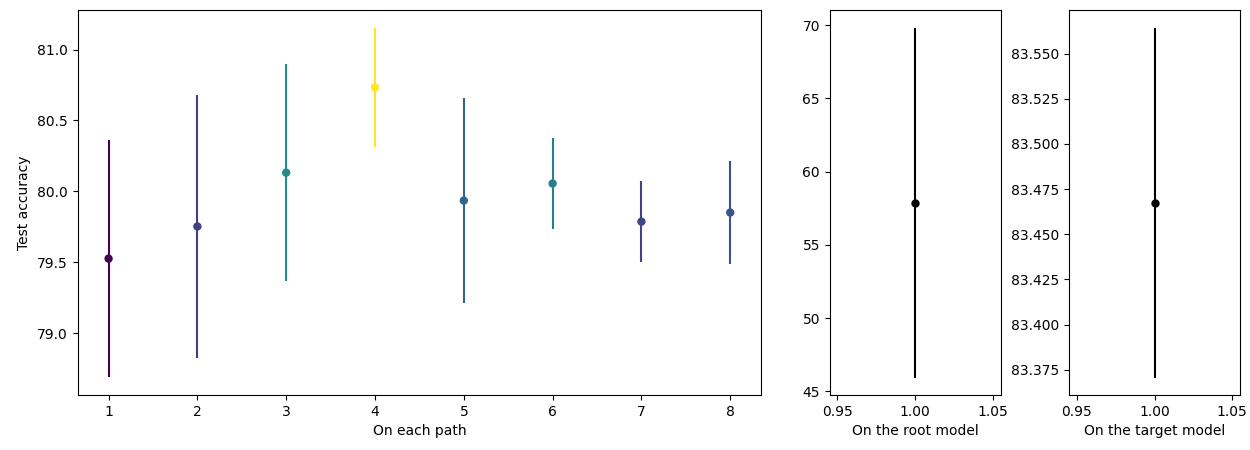 Test accuracy
81.0
80.5
80.0
79.5
79.0
1 2 3 4 5 6 7 8
On each path
70
65
60
55
50
45
0.95 1.00 1.05
On the root model
83.550
83.525
83.500
83.475
83.450
83.425
83.400
83.375
0.95 1.00 1.05
On the target model